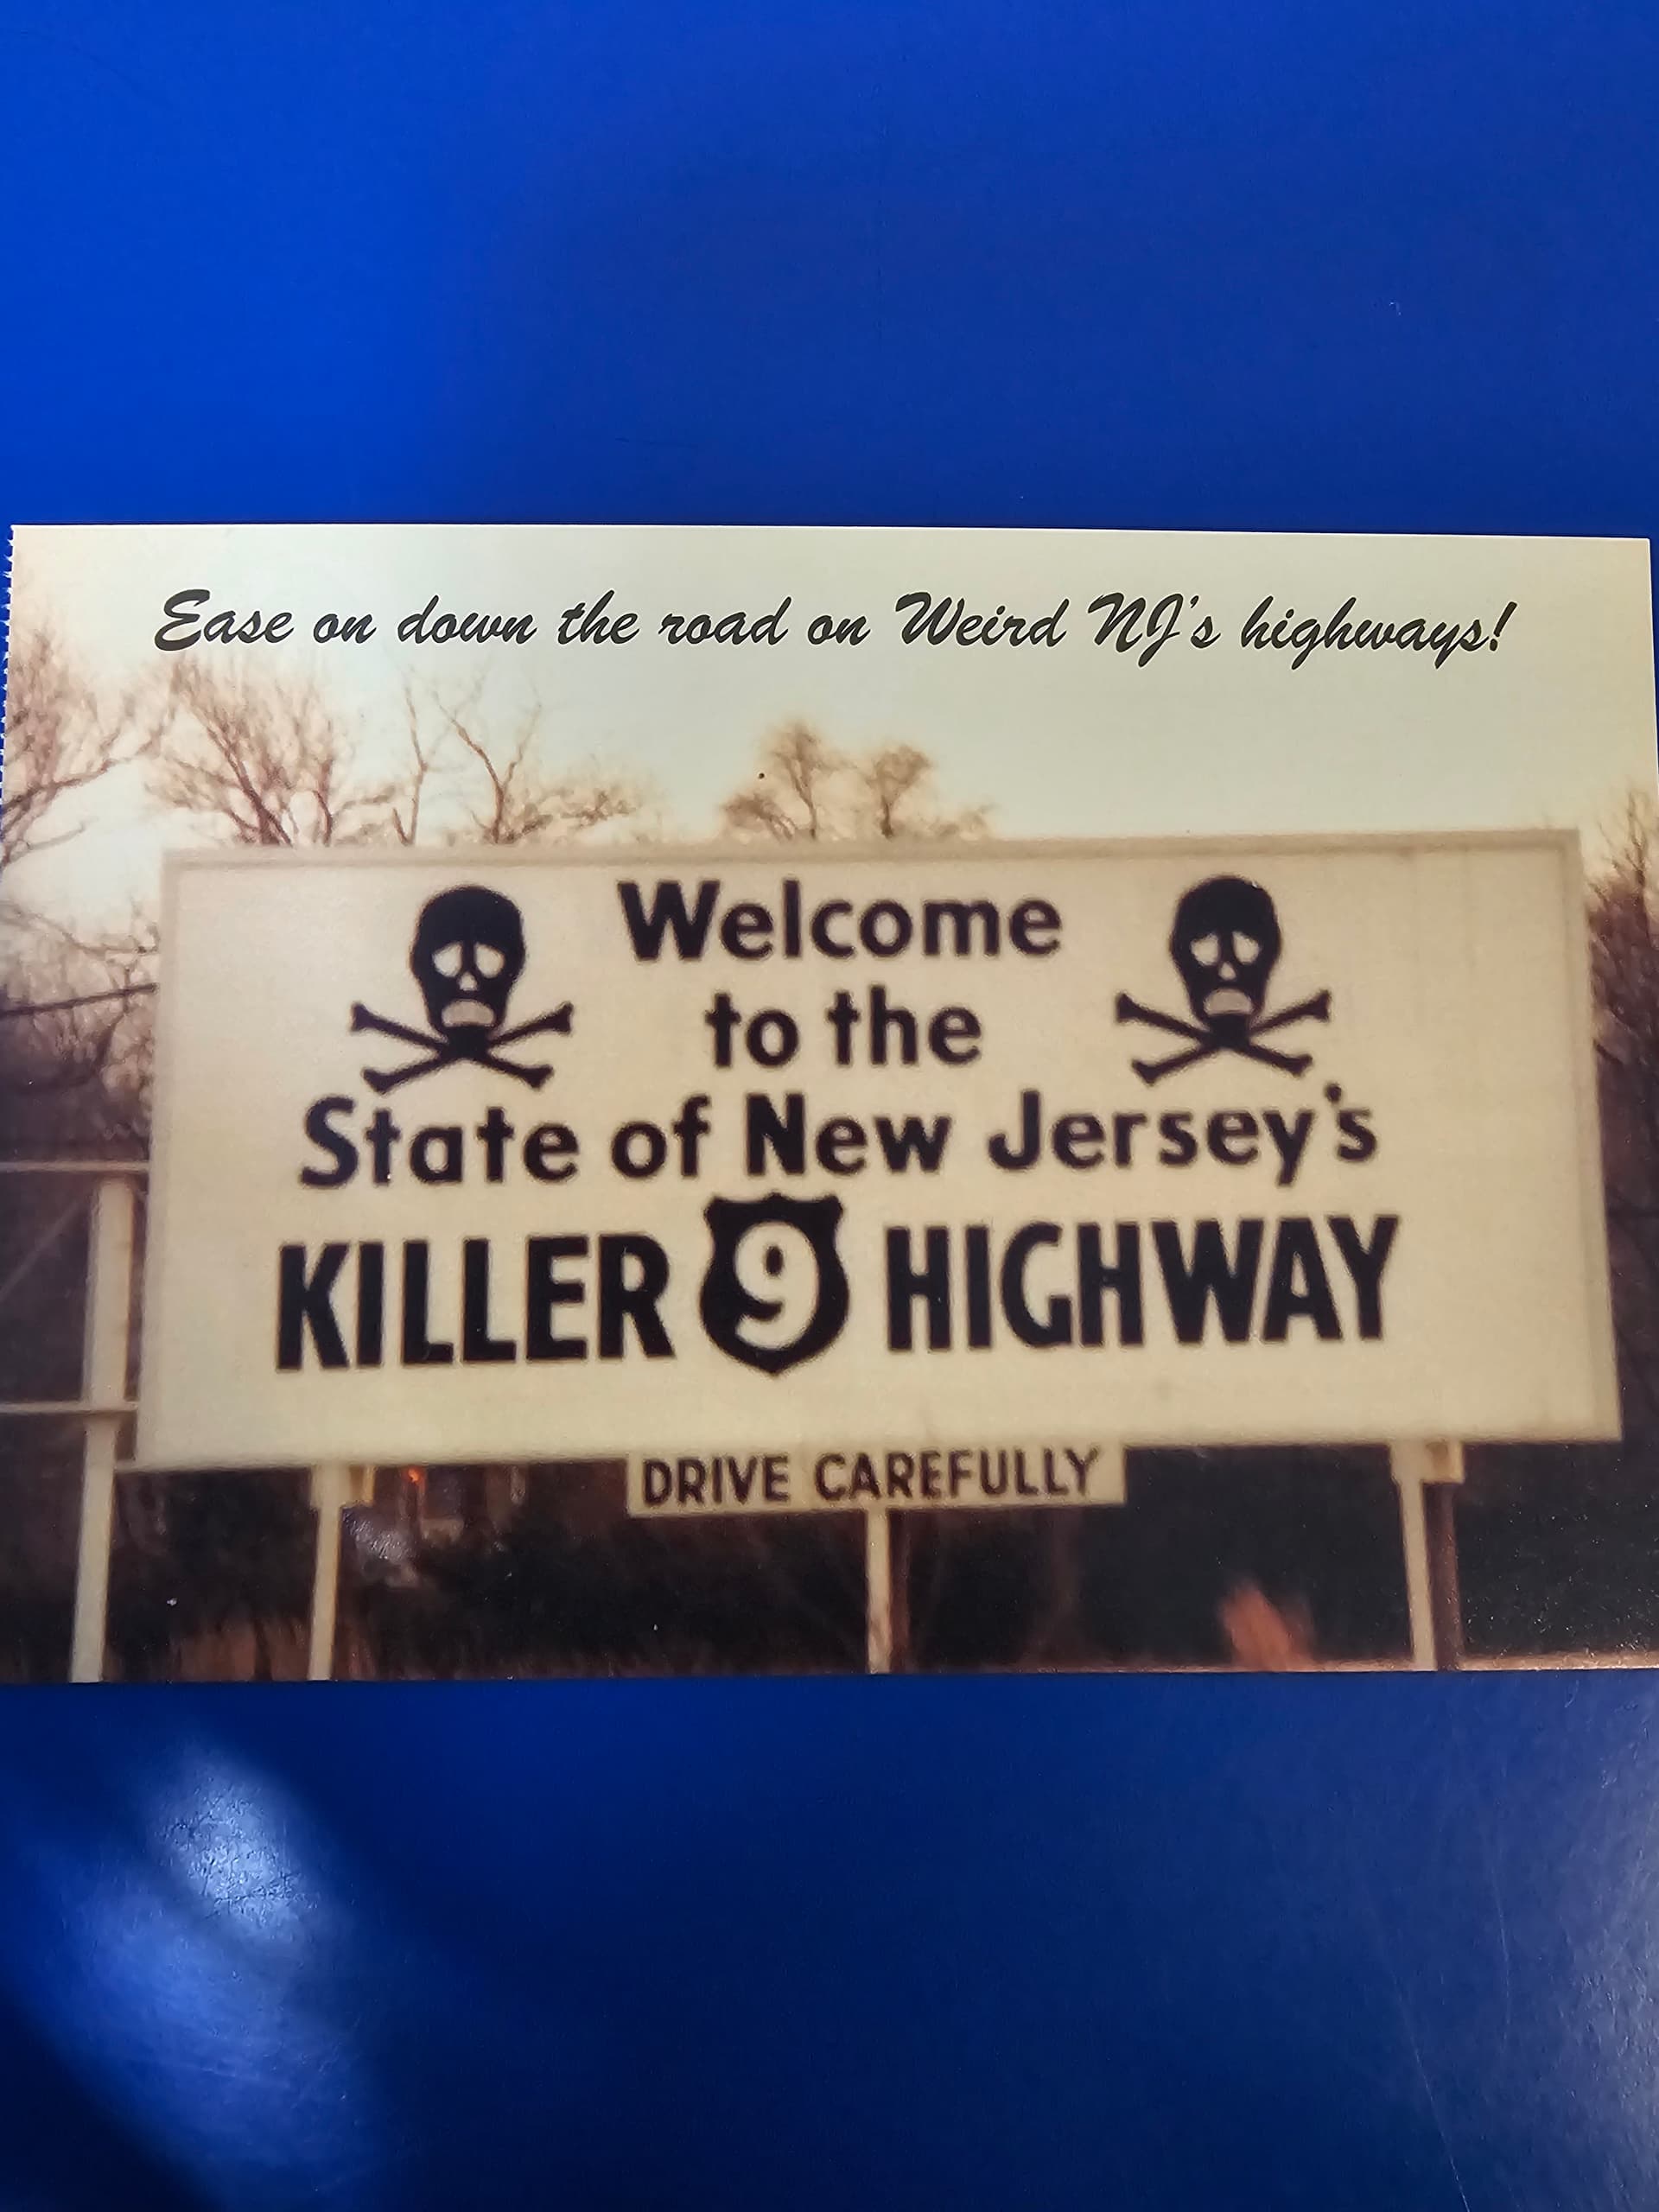 Ease on down the road on Weird NJ's highways!
Welcome
to the
State of New Jersey's
KILLER 9 HIGHWAY
DRIVE CAREFULLY